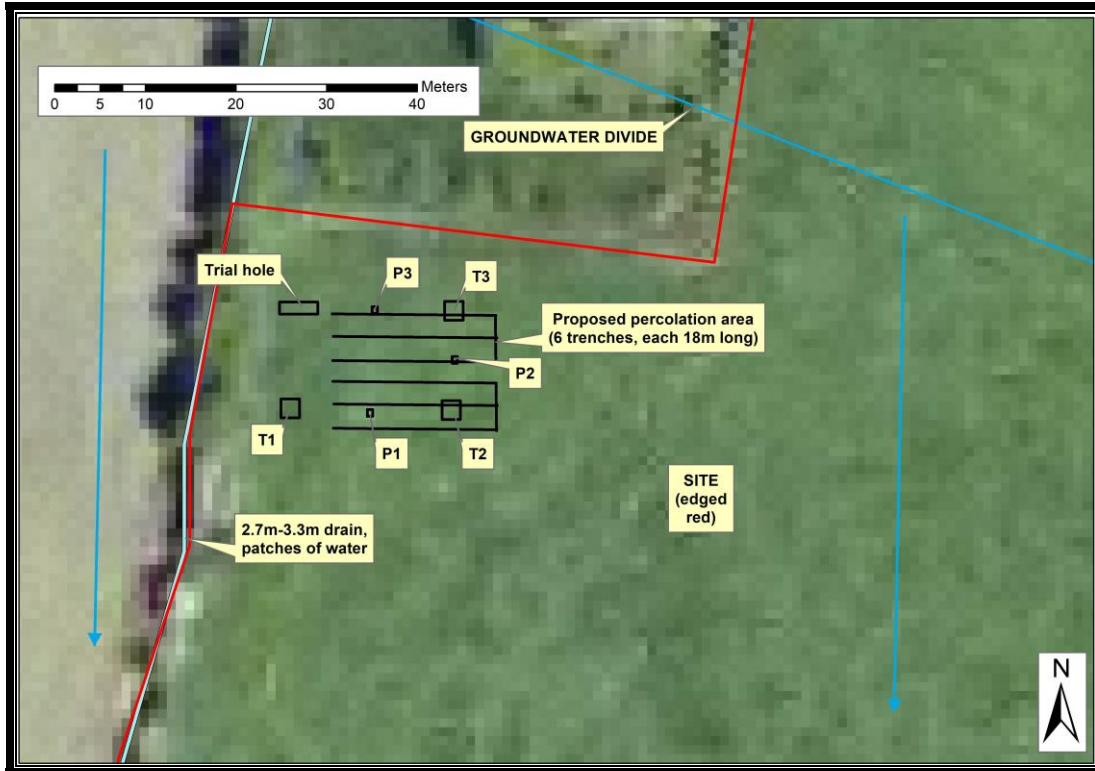 Meters
0 5 10 20 30 40
GROUNDWATER DIVIDE
Trial hole
P3
T3
Proposed percolation area
(6 trenches, each 18m long)
P2
T1
P1
T2
SITE
(edged
red)
2.7m-3.3m drain,
patches of water
N